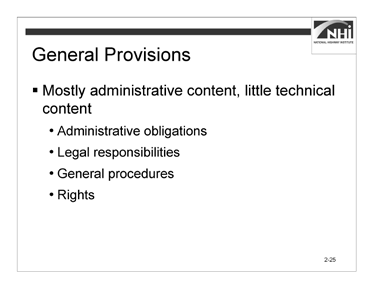 NHI
NATIONAL HIGHWAY INSTITUTE
General Provisions
▪ Mostly administrative content, little technical
content
• Administrative obligations
• Legal responsibilities
• General procedures
• Rights
2-25